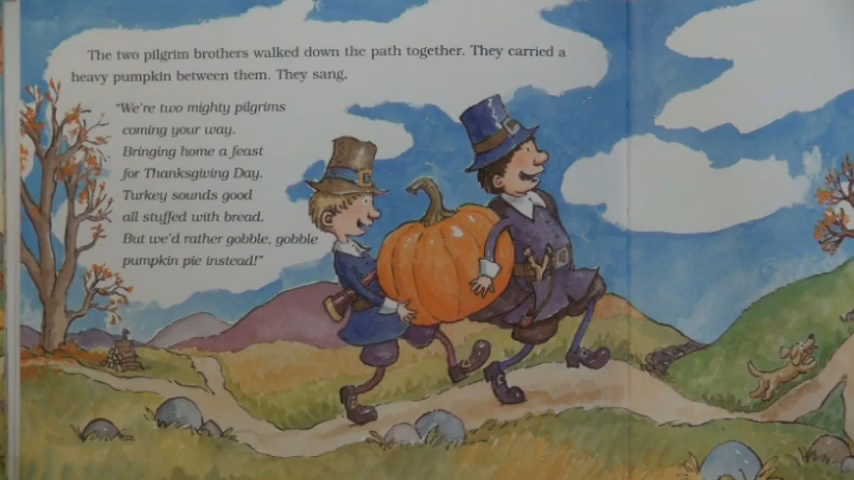 The two pilgrim brothers walked down the path together. They carried a
heavy pumpkin between them. They sang,
"We're two mighty pilgrims
coming your way.
Bringing home a feast
for Thanksgiving Day.
Turkey sounds good
all stuffed with bread.
But we'd rather gobble, gobble
pumpkin pie instead!"